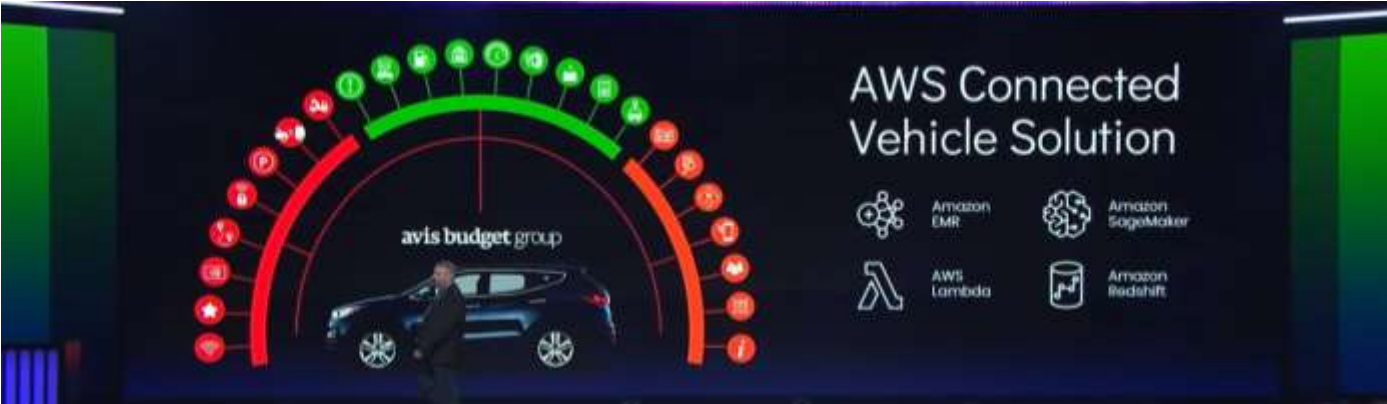 avis budget group
AWS Connected
Vehicle Solution
Amazon
EMR
Amazon
SageMaker
AWS
Lambda
Amazon
Redshift